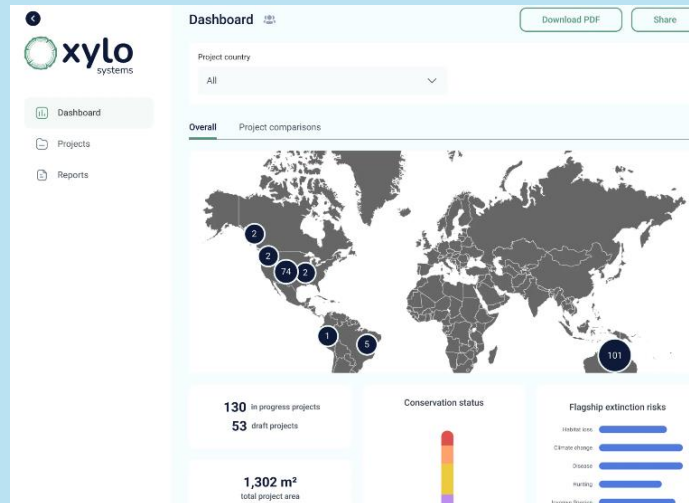 xylo
systems
Dashboard
Projects
Reports
Dashboard
Download PDF
Share
Project country
All
Overall
Project comparisons
2
2
74
2
1
5
101
130 in progress projects
53 draft projects
1,302 m²
total project area
Conservation status
Flagship extinction risks
Habitat loss
Climate change
Disease
Hunting